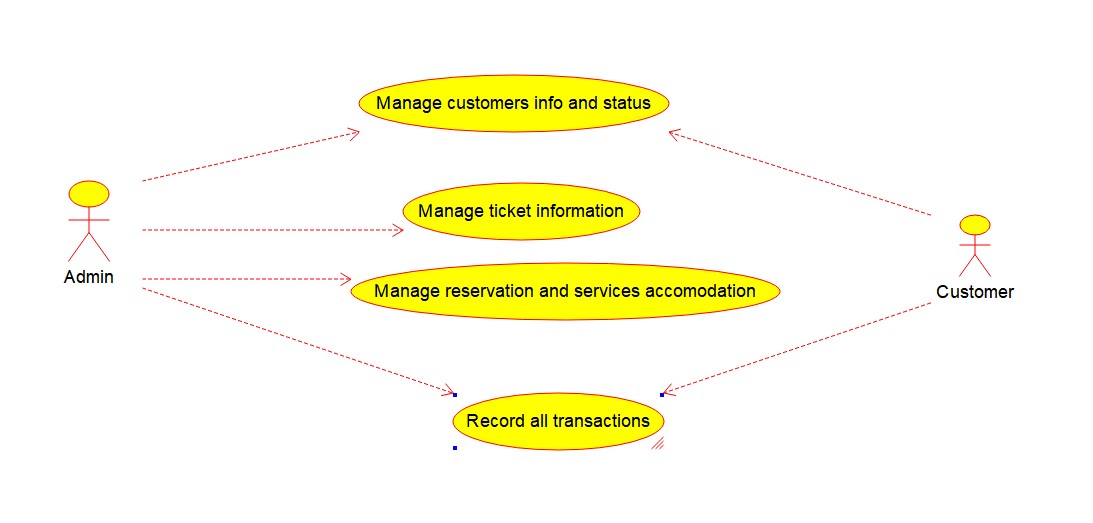 Manage customers info and status
Manage ticket information
Admin
Manage reservation and services accomodation
Customer
Record all transactions